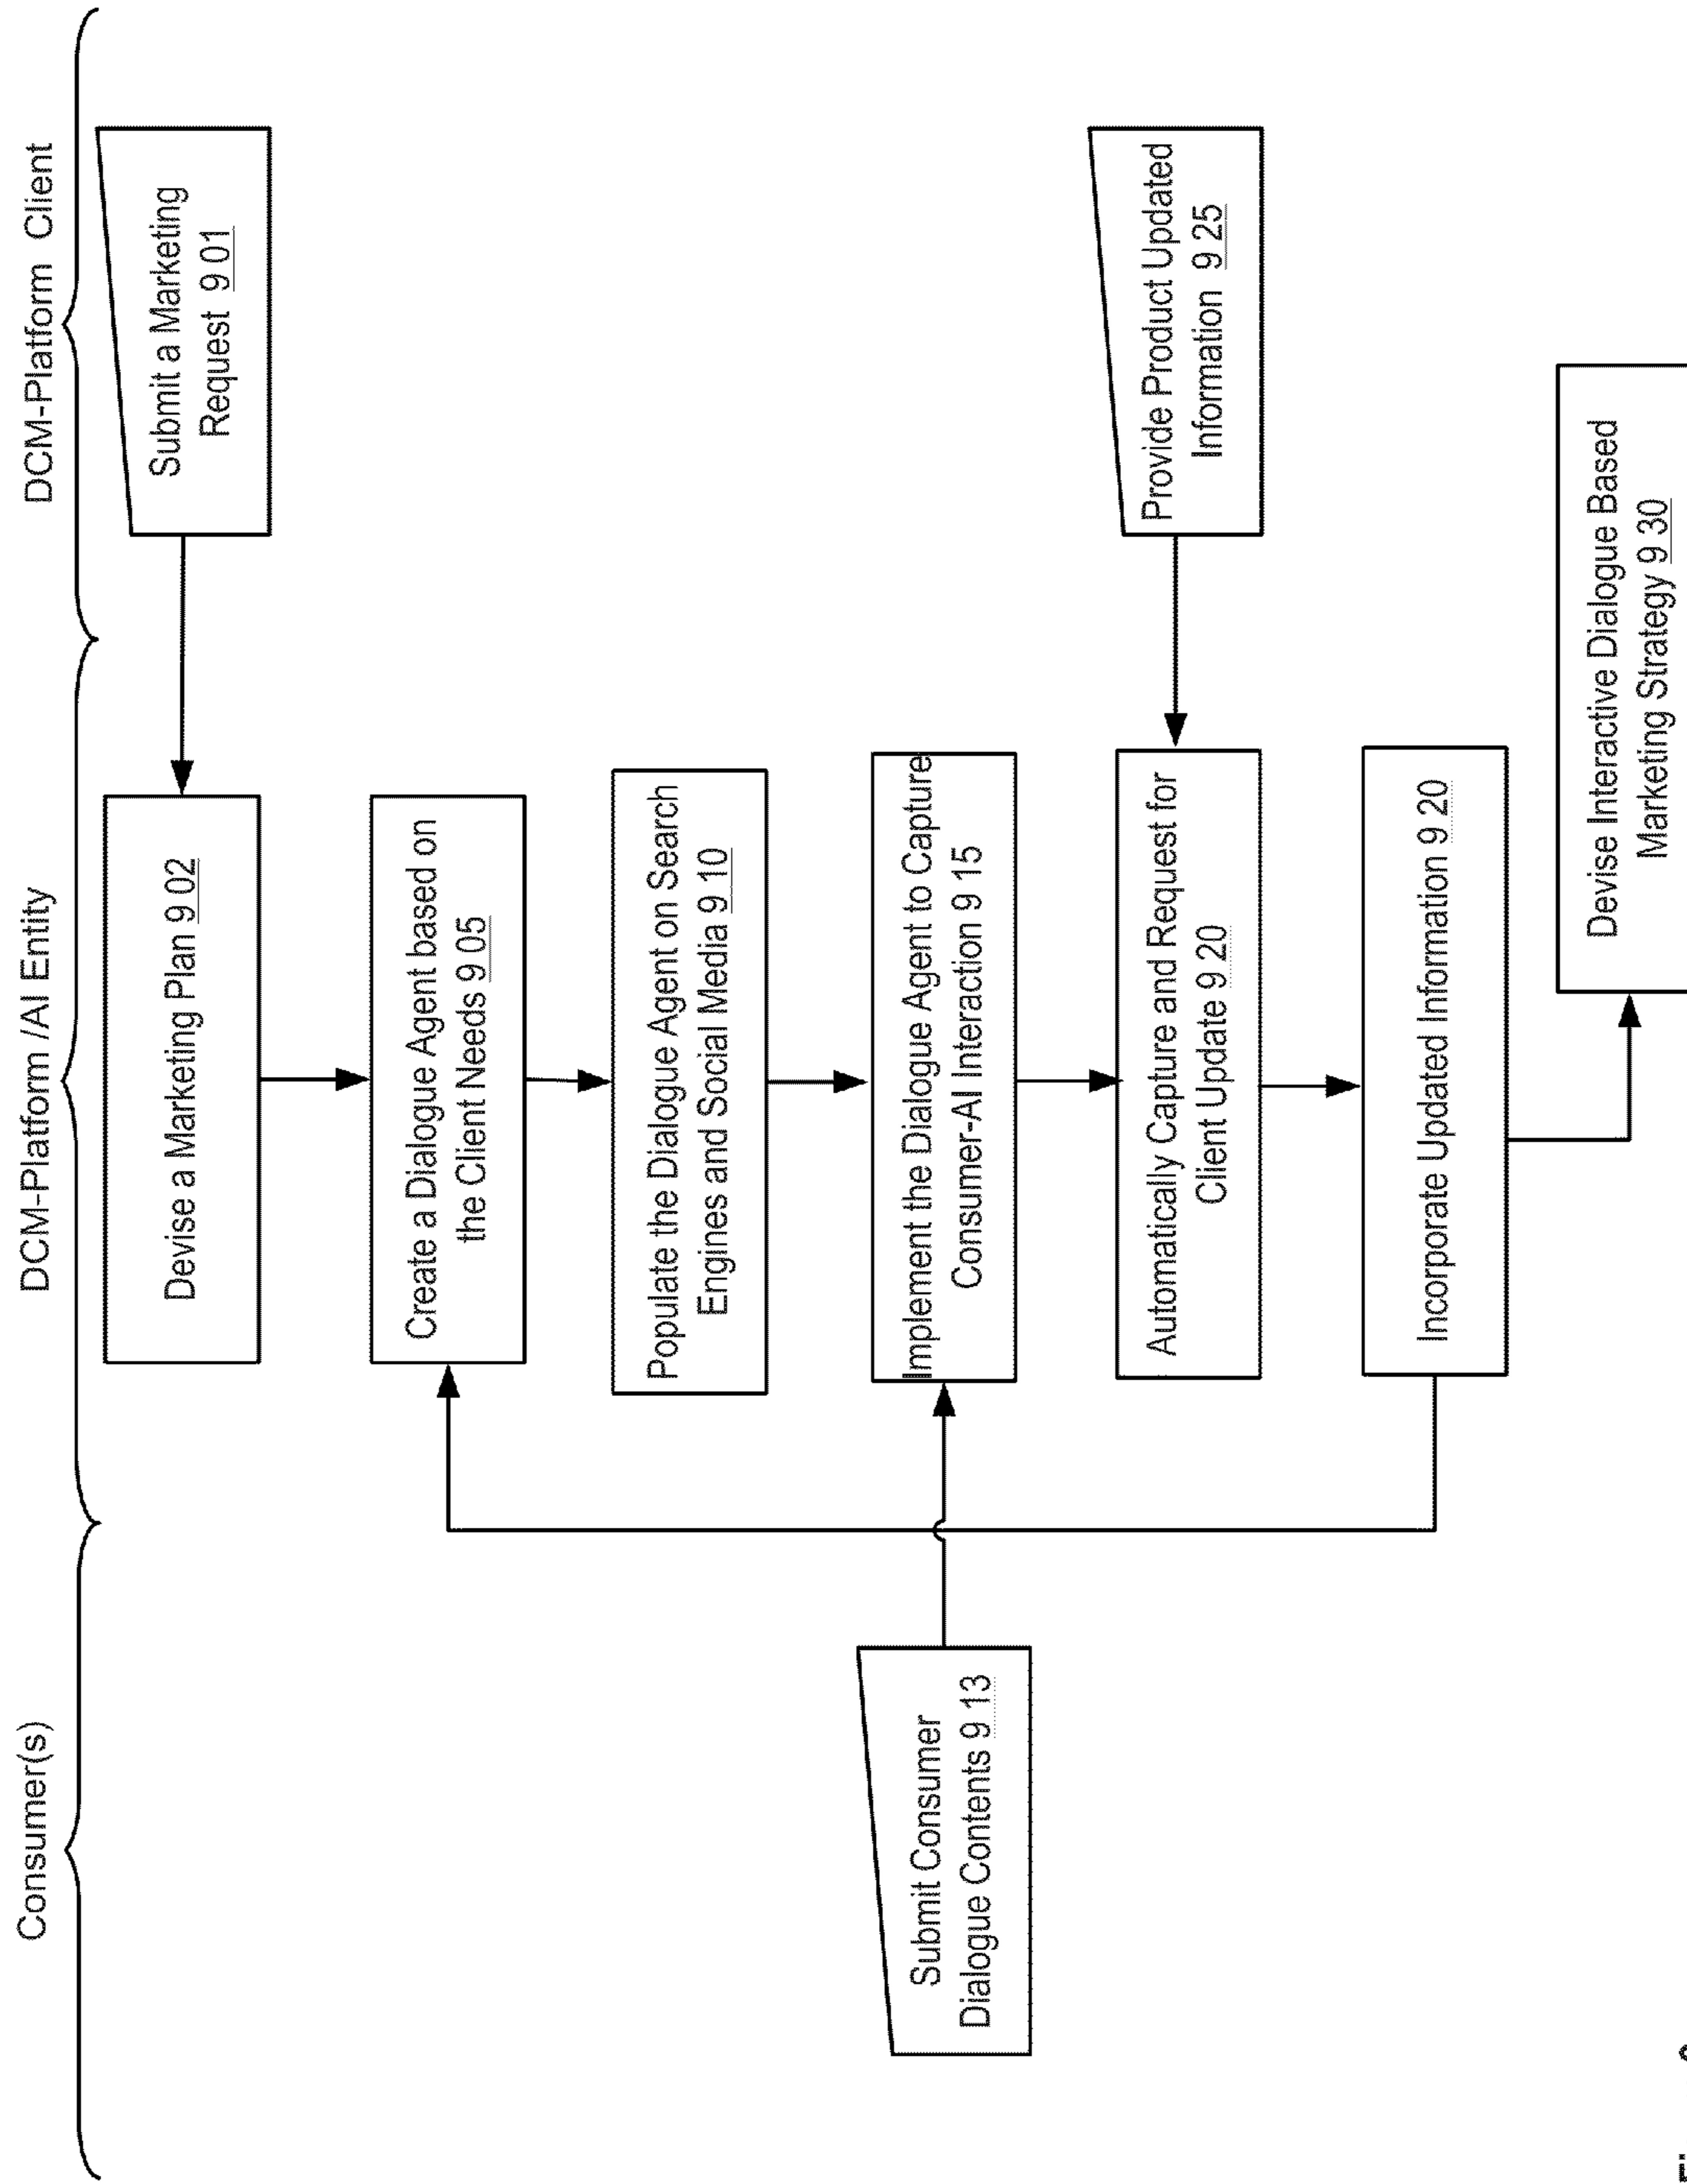 Consumer(s)
DCM-Platform /AI Entity
DCM-Platform Client
Submit a Marketing
Request 9 01
Devise a Marketing Plan 9 02
Create a Dialogue Agent based on
the Client Needs 9 05
Populate the Dialogue Agent on Search
Engines and Social Media 9 10
Submit Consumer
Dialogue Contents 9 13
Implement the Dialogue Agent to Capture
Consumer-AI Interaction 9 15
Automatically Capture and Request for
Client Update 9 20
Provide Product Updated
Information 9 25
Incorporate Updated Information 9 20
Devise Interactive Dialogue Based
Marketing Strategy 9 30